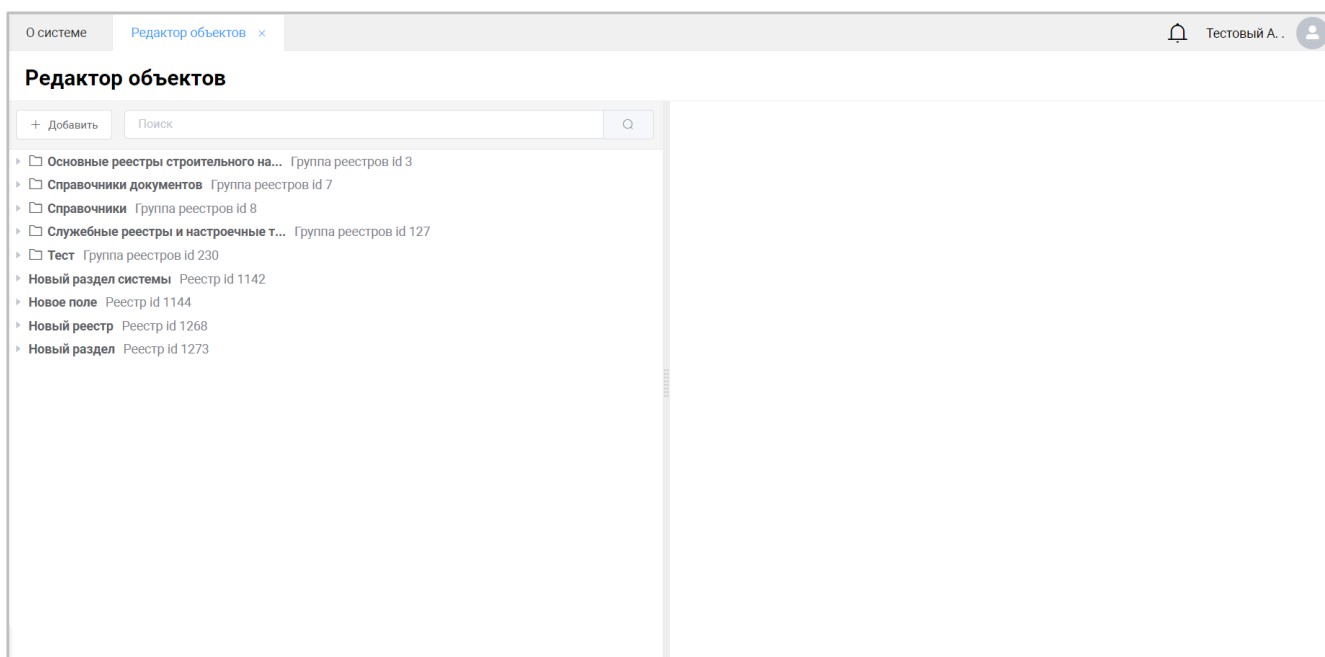 О системе Редактор объектов × Тестовый А. .
Редактор объектов
+ Добавить Поиск
Основные реестры строительного на... Группа реестров id 3
Справочники документов Группа реестров id 7
Справочники Группа реестров id 8
Служебные реестры и настроечные т... Группа реестров id 127
Тест Группа реестров id 230
Новый раздел системы Реестр id 1142
Новое поле Реестр id 1144
Новый реестр Реестр id 1268
Новый раздел Реестр id 1273